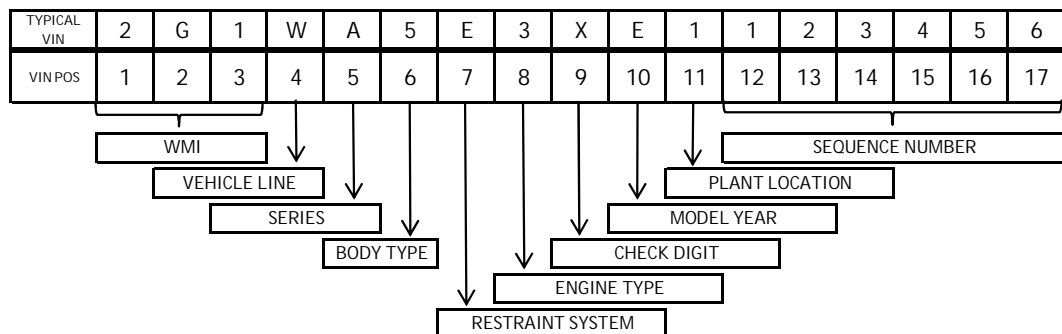 TYPICAL VIN 2 G 1 W A 5 E 3 X E 1 1 2 3 4 5 6
VIN POS 1 2 3 4 5 6 7 8 9 10 11 12 13 14 15 16 17
WMI SEQUENCE NUMBER
VEHICLE LINE PLANT LOCATION
SERIES MODEL YEAR
BODY TYPE CHECK DIGIT
ENGINE TYPE
RESTRAINT SYSTEM